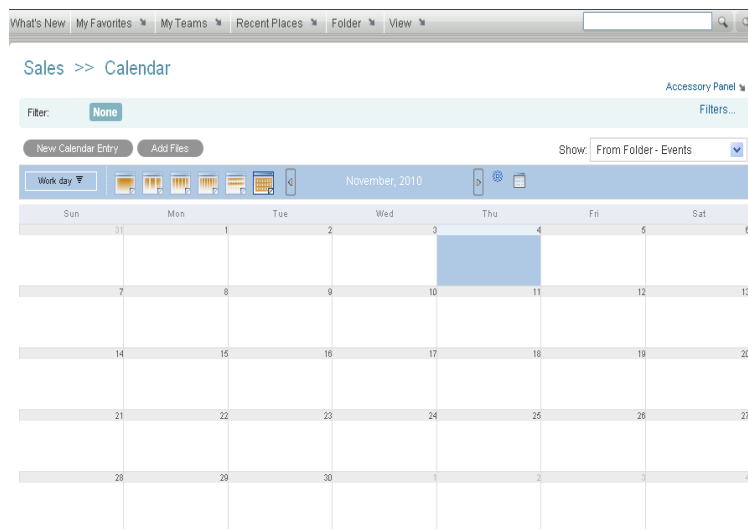 What's New My Favorites My Teams Recent Places Folder View
Sales >> Calendar
Accessory Panel
Filter: None Filters...
New Calendar Entry Add Files Show: From Folder - Events
Work day November, 2010
Sun Mon Tue Wed Thu Fri Sat
31 1 2 3 4 5 6
7 8 9 10 11 12 13
14 15 16 17 18 19 20
21 22 23 24 25 26 27
28 29 30 1 2 3 4